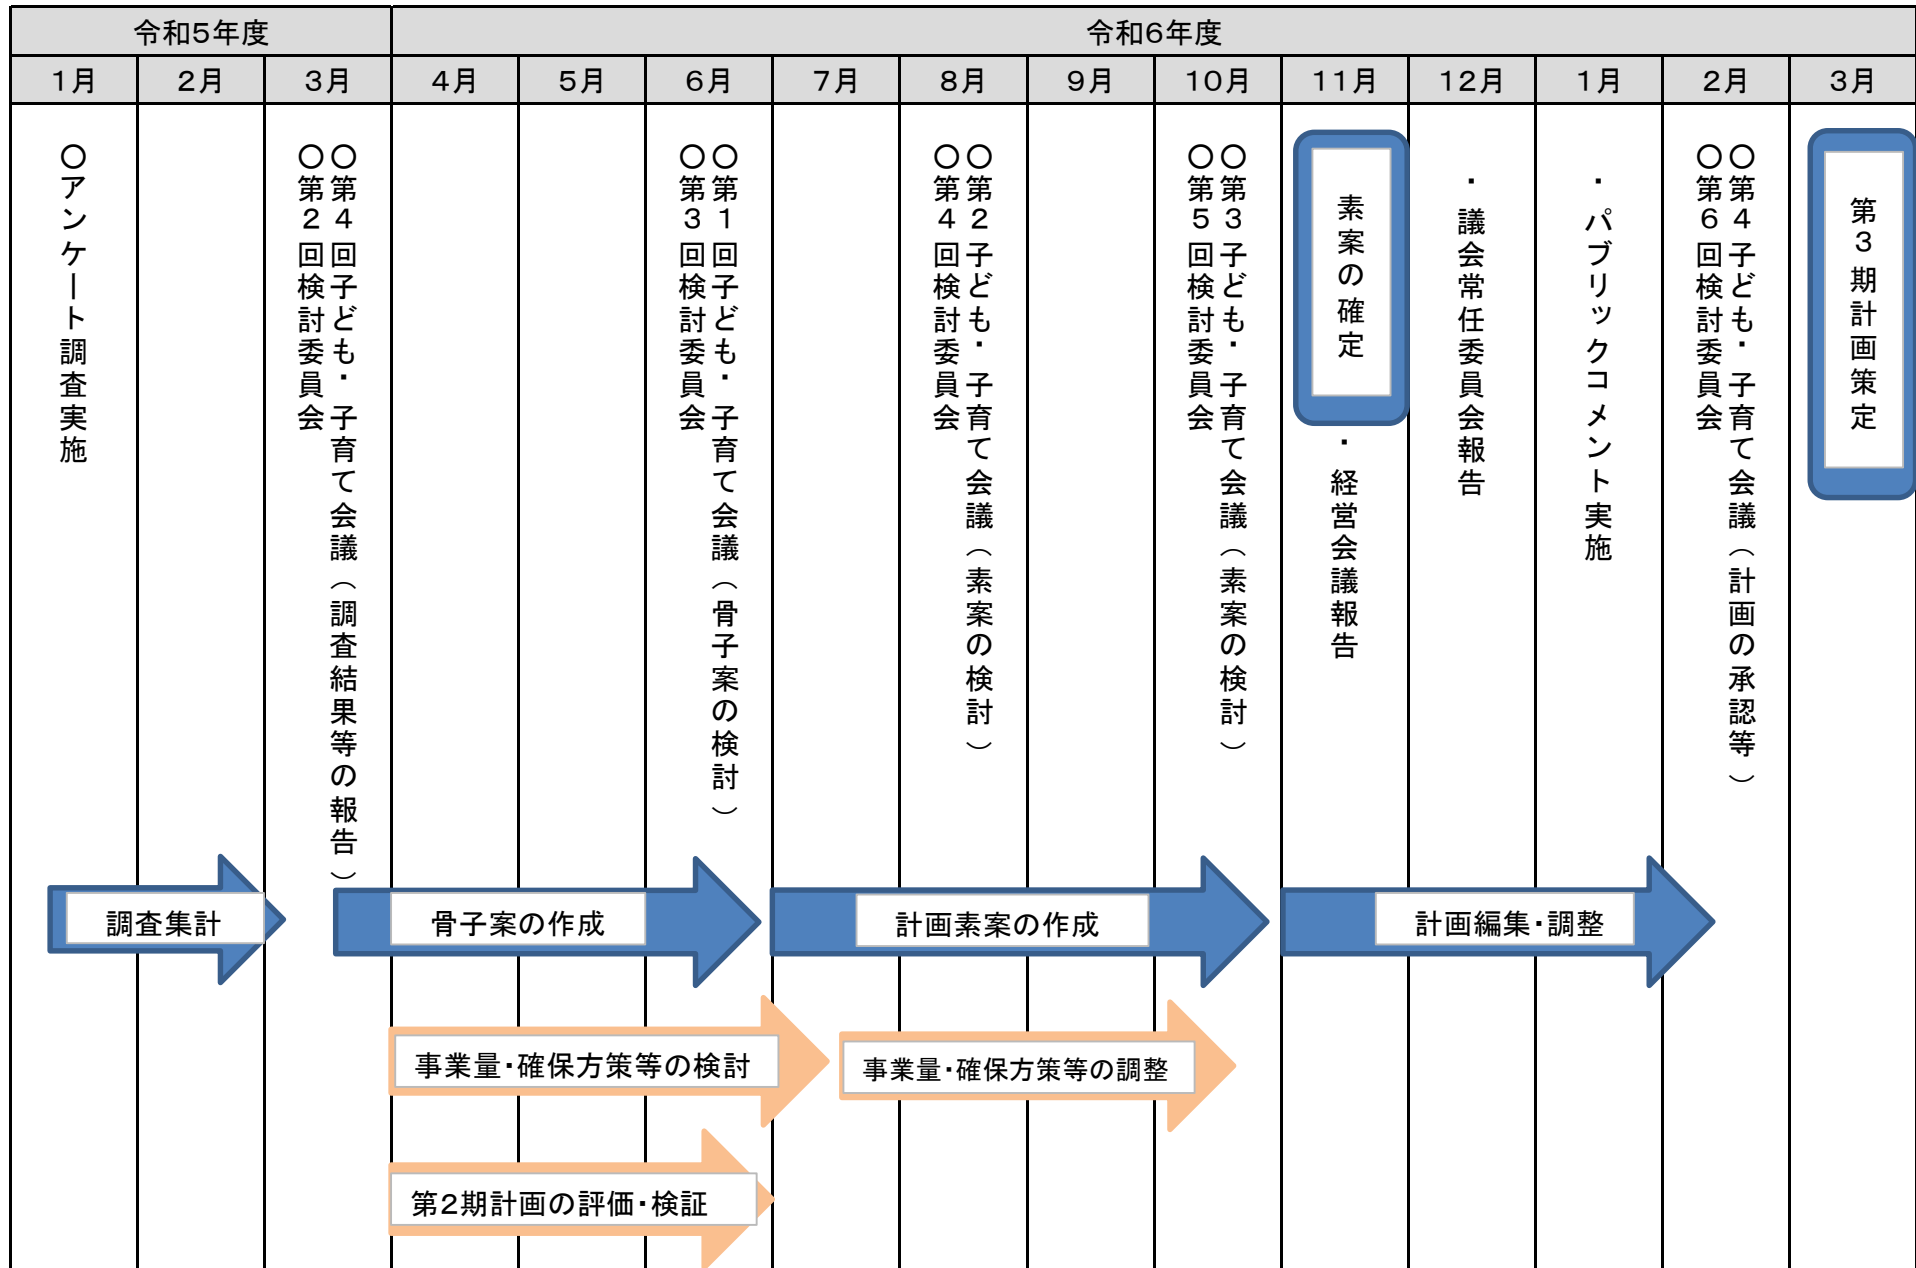 令和5年度
令和6年度
1月
2月
3月
4月
5月
6月
7月
8月
9月
10月
11月
12月
1月
2月
3月
〇アンケート調査実施
〇第4回子ども・子育て会議（調査結果等の報告）
〇第2回検討委員会
〇第1回子ども・子育て会議（骨子案の検討）
〇第3回検討委員会
〇第2子ども・子育て会議（素案の検討）
〇第4回検討委員会
〇第3子ども・子育て会議（素案の検討）
〇第5回検討委員会
素案の確定
・経営会議報告
・議会常任委員会報告
・パブリックコメント実施
〇第4子ども・子育て会議（計画の承認等）
〇第6回検討委員会
第3期計画策定
調査集計
骨子案の作成
計画素案の作成
計画編集・調整
事業量・確保方策等の検討
事業量・確保方策等の調整
第2期計画の評価・検証